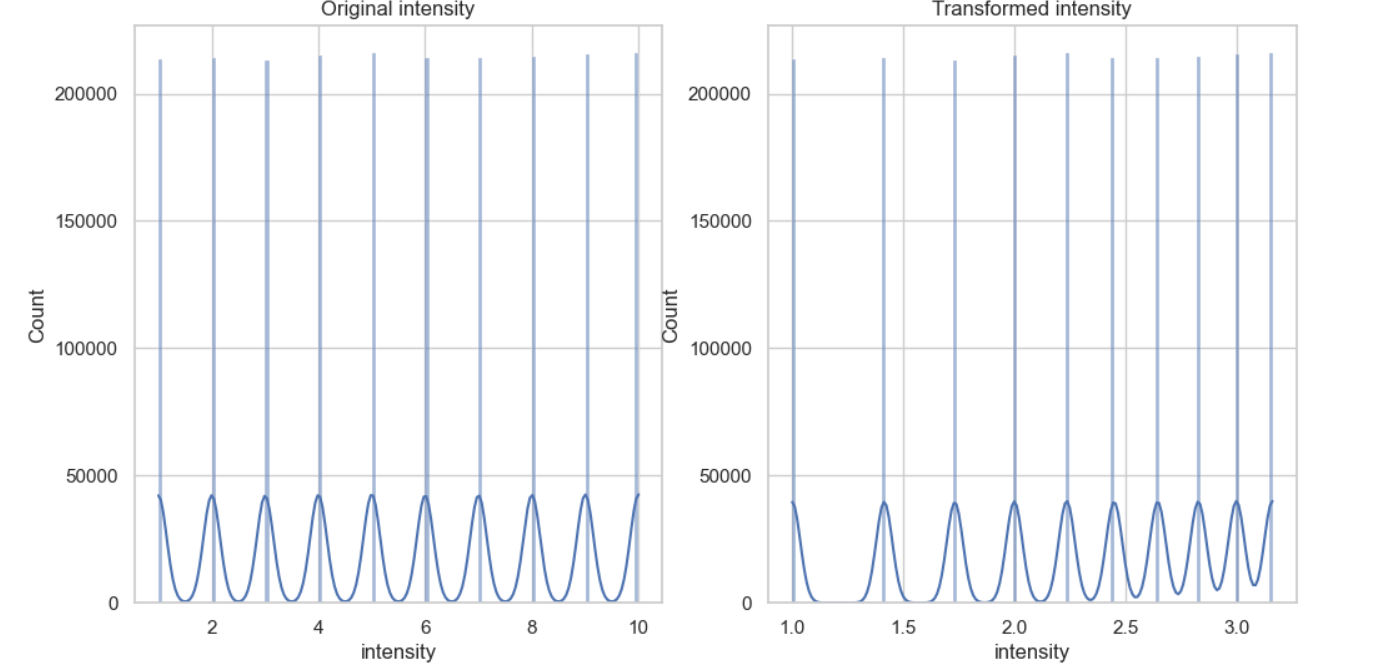 Original intensity
Count
200000
150000
100000
50000
0
2 4 6 8 10
intensity
Transformed intensity
Count
200000
150000
100000
50000
0
1.0 1.5 2.0 2.5 3.0
intensity